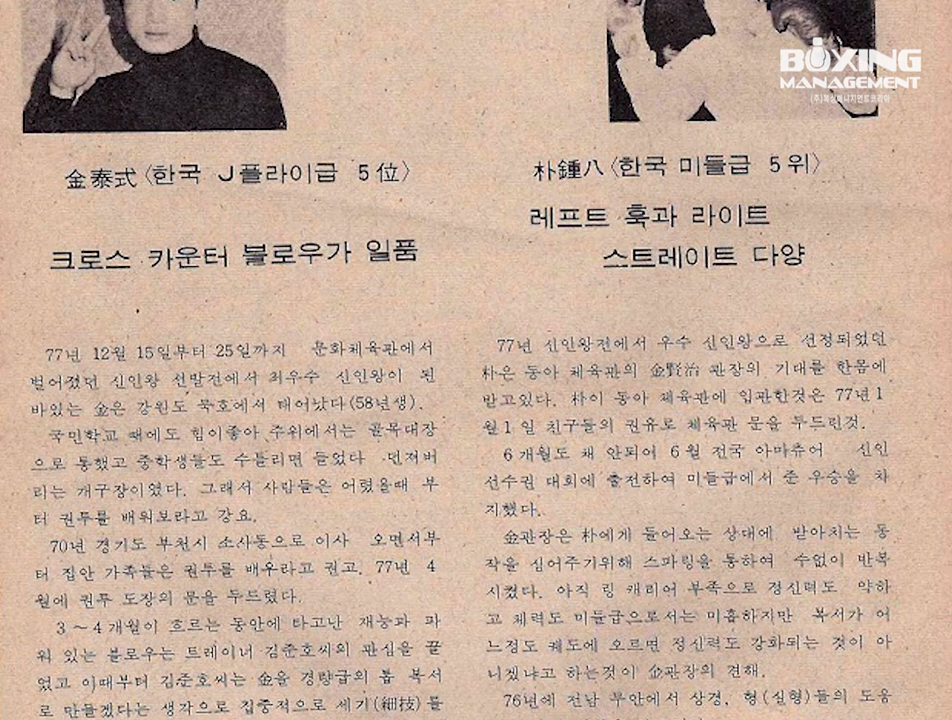 BOXING
MANAGEMENT
金泰式〈한국 J플라이급 5位〉
크로스 카운터 블로우가 일품
77년 12월 15일부터 25일까지 문화체육관에서
벌어졌던 신인왕 선발전에서 최우수 신인왕이 된
바있는 金은 강원도 묵호에서 태어났다(58년생).
국민학교 때에도 힘이좋아 주위에서는 골목대장
으로 통했고 중학생들도 수틀리면 들었다 던져버
리는 개구장이였다. 그래서 사람들은 어렸을때 부
터 권투를 배워보라고 강요.
70년 경기도 부천시 소사동으로 이사 오면서부
터 집안 가족들은 권투를 배우라고 권고. 77년 4
월에 권투 도장의 문을 두드렸다.
3～4개월이 흐르는 동안에 타고난 재능과 파
워 있는 블로우는 트레이너 김준호씨의 관심을 끌
었고 이때부터 김준호씨는 金을 경량급의 톱 복서
로 만들겠다는 생각으로 집중적으로 세기(細技)를
朴鍾八〈한국 미들급 5위〉
레프트 훅과 라이트
스트레이트 다양
77년 신인왕전에서 우수 신인왕으로 선정되었던
朴은 동아 체육관의 金賢治 관장의 기대를 한몸에
받고있다. 朴이 동아 체육관에 입관한것은 77년 1
월 1일 친구들의 권유로 체육관 문을 두드린것.
6개월도 채 안되어 6월 전국 아마츄어 신인
선수권 대회에 출전하여 미들급에서 준 우승을 차
지했다.
金관장은 朴에게 들어오는 상대에 받아치는 동
작을 심어주기위해 스파링을 통하여 수없이 반복
시켰다. 아직 링 캐리어 부족으로 정신력도 약하
고 체력도 미들급으로서는 미흡하지만 복서가 어
느정도 궤도에 오르면 정신력도 강화되는 것이 아
니겠냐고 하는것이 金관장의 견해.
76년에 전남 무안에서 상경, 형(실형)들의 도움